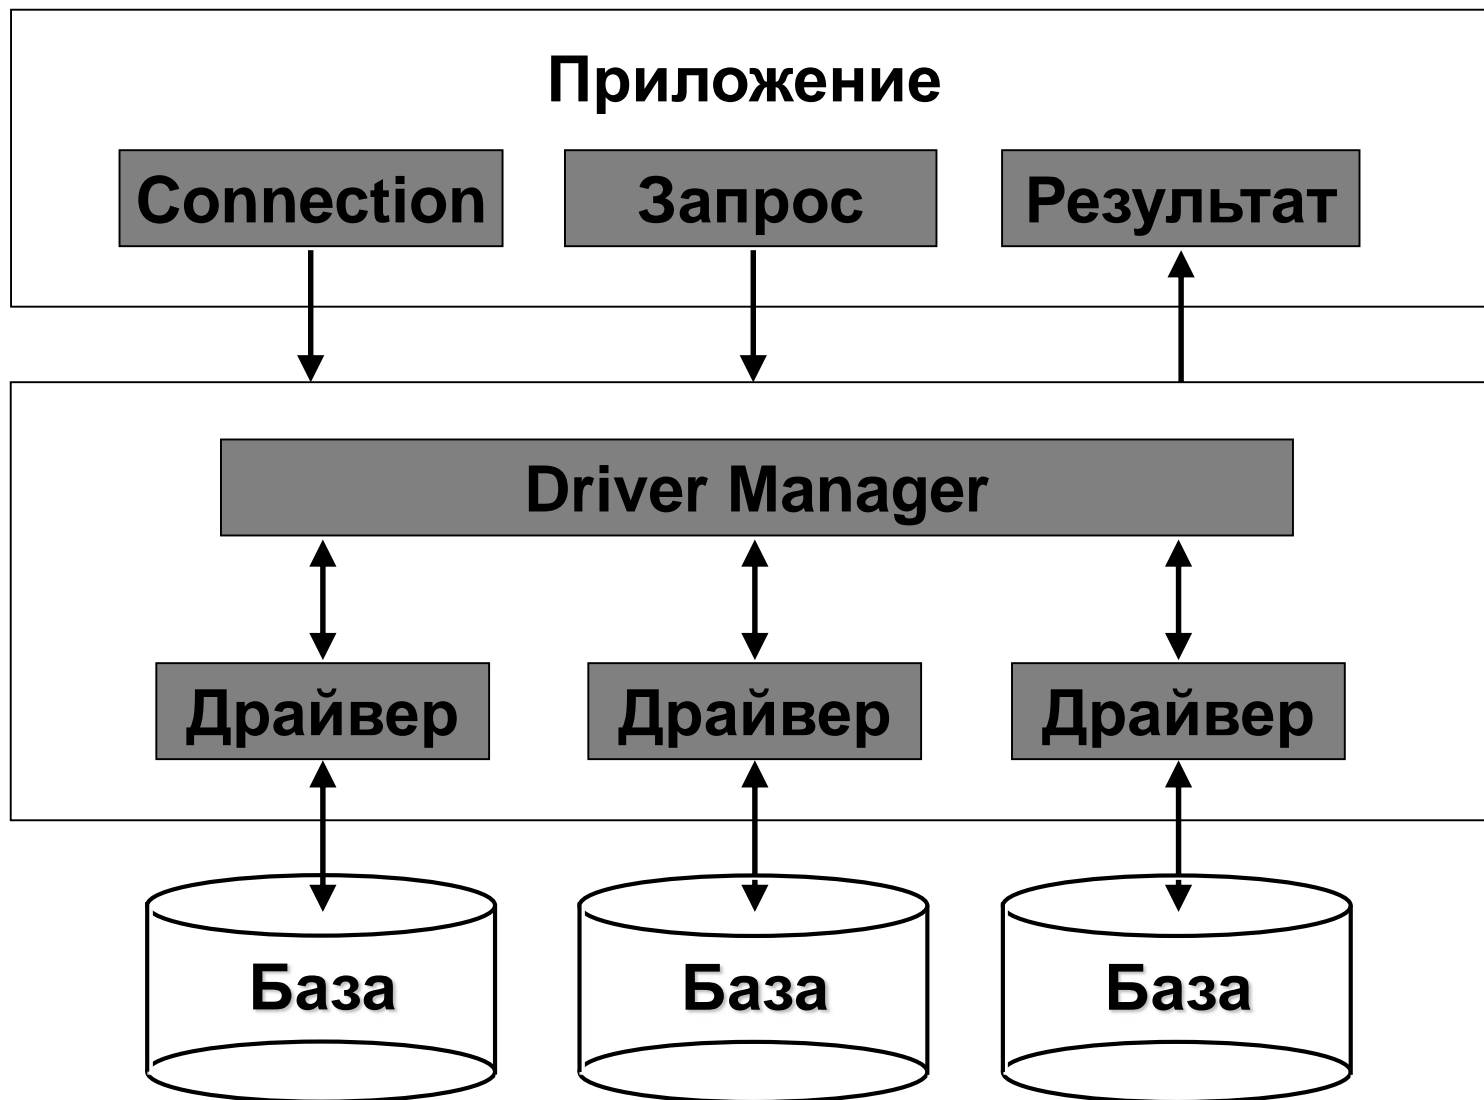 Приложение
Connection
Запрос
Результат
Driver Manager
Драйвер
Драйвер
Драйвер
База
База
База